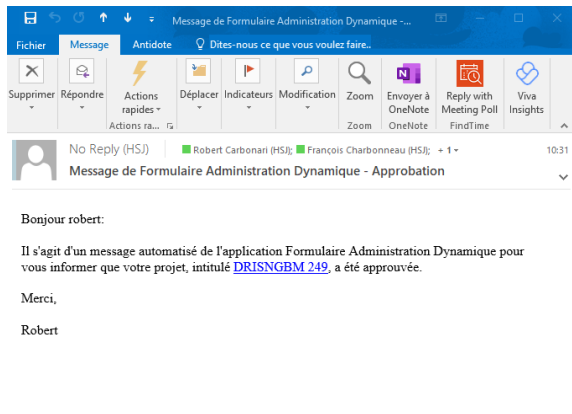 Message de Formulaire Administration Dynamique -...
Fichier Message Antidote Dites-nous ce que vous voulez faire..
Supprimer Répondre Actions rapides Déplacer Indicateurs Modification Zoom Envoyer à OneNote Reply with Meeting Poll Viva Insights
Actions ra... Zoom OneNote FindTime
No Reply (HSJ) Robert Carbonari (HSJ); François Charbonneau (HSJ); + 1 10:31
Message de Formulaire Administration Dynamique - Approbation
Bonjour robert:
Il s'agit d'un message automatisé de l'application Formulaire Administration Dynamique pour
vous informer que votre projet, intitulé DRISNGBM 249, a été approuvée.
Merci,
Robert